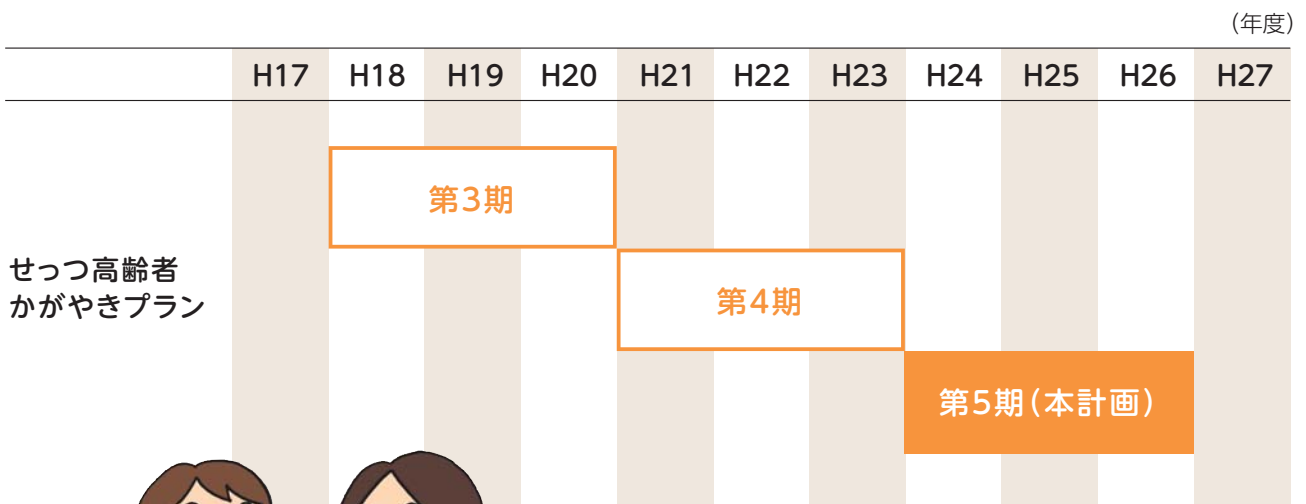 (年度)
H17 H18 H19 H20 H21 H22 H23 H24 H25 H26 H27
第3期
せっつ高齢者
かがやきプラン
第4期
第5期(本計画)